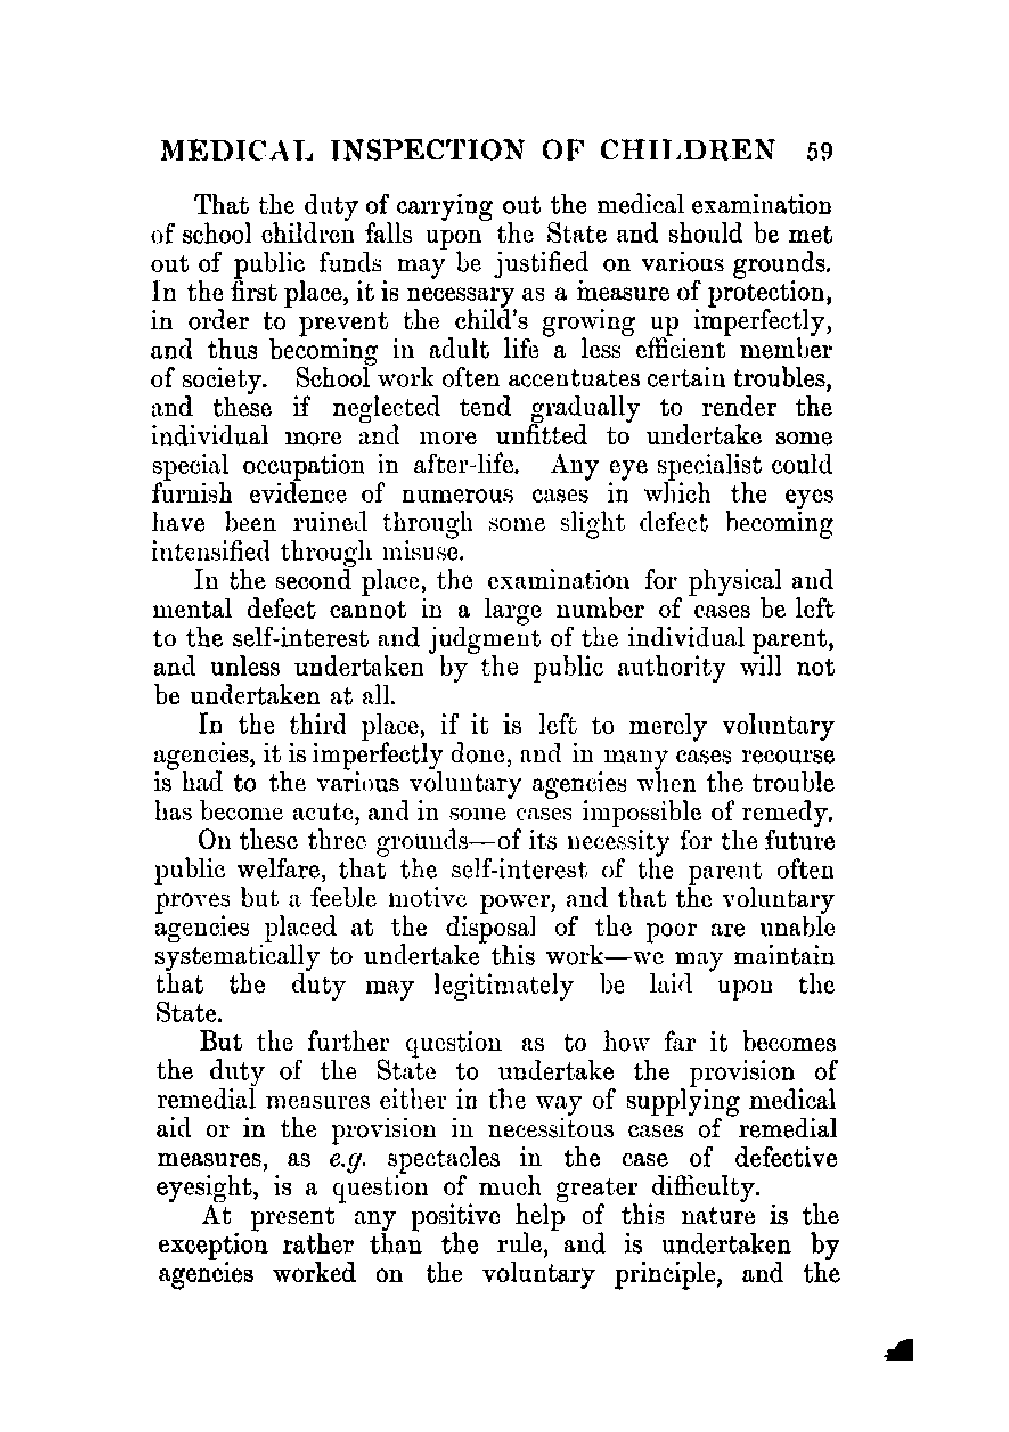 MEDICAL INSPECTION OF CHILDREN 59
That the duty of carrying out the medical examination
of school children falls upon the State and should be met
out of public funds may be justified on various grounds.
In the first place, it is necessary as a measure of protection,
in order to prevent the child's growing up imperfectly,
and thus becoming in adult life a less efficient member
of society. School work often accentuates certain troubles,
and these if neglected tend gradually to render the
individual more and more unfitted to undertake some
special occupation in after-life. Any eye specialist could
furnish evidence of numerous cases in which the eyes
have been ruined through some slight defect becoming
intensified through misuse.
In the second place, the examination for physical and
mental defect cannot in a large number of cases be left
to the self-interest and judgment of the individual parent,
and unless undertaken by the public authority will not
be undertaken at all.
In the third place, if it is left to merely voluntary
agencies, it is imperfectly done, and in many cases recourse
is had to the various voluntary agencies when the trouble
has become acute, and in some cases impossible of remedy.
On these three grounds—of its necessity for the future
public welfare, that the self-interest of the parent often
proves but a feeble motive power, and that the voluntary
agencies placed at the disposal of the poor are unable
systematically to undertake this work—we may maintain
that the duty may legitimately be laid upon the
State.
But the further question as to how far it becomes
the duty of the State to undertake the provision of
remedial measures either in the way of supplying medical
aid or in the provision in necessitous cases of remedial
measures, as e.g. spectacles in the case of defective
eyesight, is a question of much greater difficulty.
At present any positive help of this nature is the
exception rather than the rule, and is undertaken by
agencies worked on the voluntary principle, and the